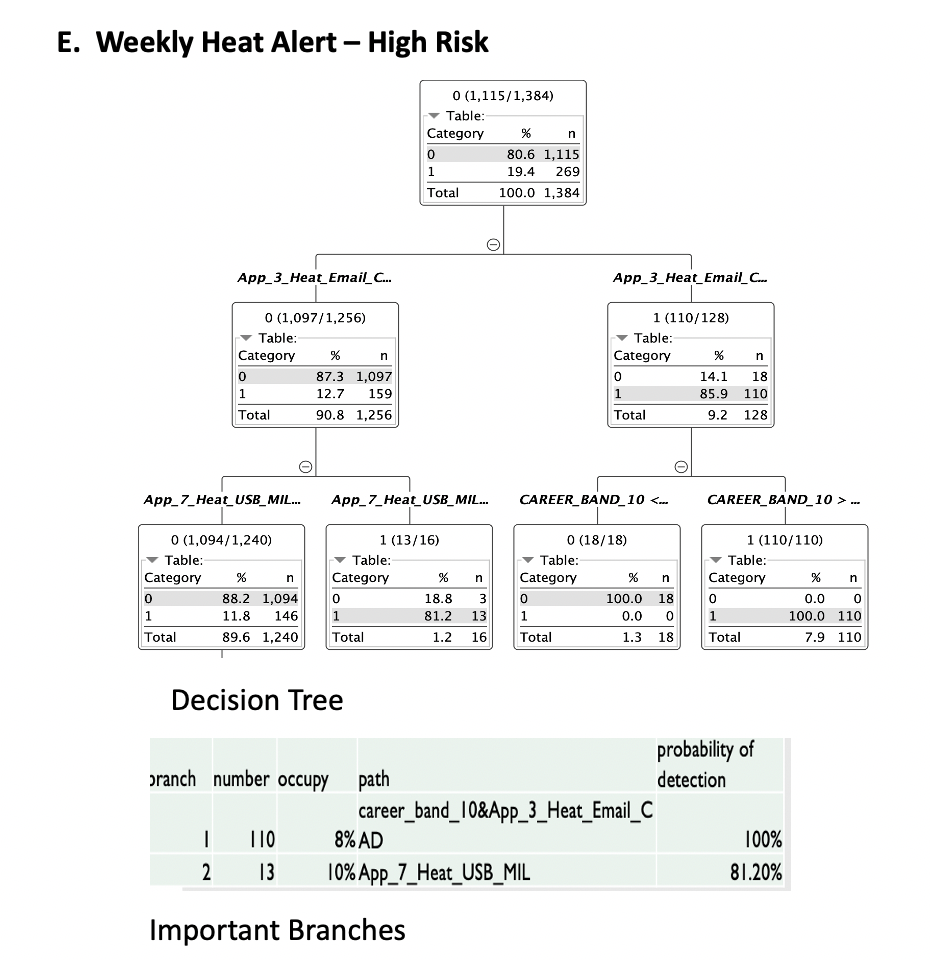 E. Weekly Heat Alert – High Risk
0 (1,115/1,384)
Table:
Category % n
0 80.6 1,115
1 19.4 269
Total 100.0 1,384
App_3_Heat_Email_C...
App_3_Heat_Email_C...
0 (1,097/1,256)
Table:
Category % n
0 87.3 1,097
1 12.7 159
Total 90.8 1,256
1 (110/128)
Table:
Category % n
0 14.1 18
1 85.9 110
Total 9.2 128
App_7_Heat_USB_MIL...
App_7_Heat_USB_MIL...
CAREER_BAND_10 <...
CAREER_BAND_10 > ...
0 (1,094/1,240)
Table:
Category % n
0 88.2 1,094
1 11.8 146
Total 89.6 1,240
1 (13/16)
Table:
Category % n
0 18.8 3
1 81.2 13
Total 1.2 16
0 (18/18)
Table:
Category % n
0 100.0 18
1 0.0 0
Total 1.3 18
1 (110/110)
Table:
Category % n
0 0.0 0
1 100.0 110
Total 7.9 110
Decision Tree
probability of
branch number occupy path detection
career_band_10&App_3_Heat_Email_C
1 110 8% AD 100%
2 13 10% App_7_Heat_USB_MIL 81.20%
Important Branches